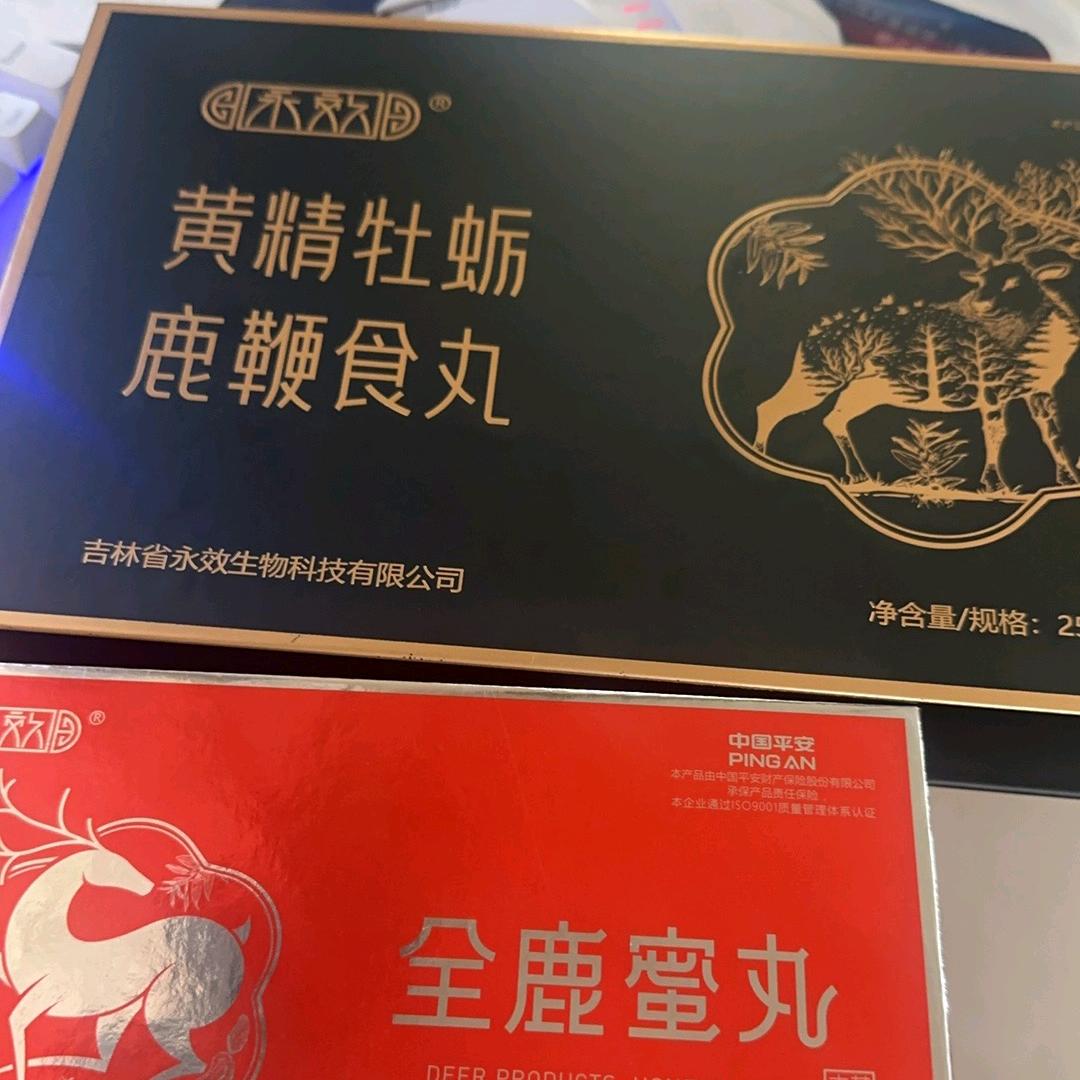 永效®
黄精牡蛎
鹿鞭食丸
吉林省永效生物科技有限公司
净含量/规格：25
效®
中国平安
PING AN
本产品由中国平安财产保险股份有限公司
承保产品责任保险，
本企业通过ISO9001质量管理体系认证
全鹿蜜丸
DEER PRODUCTS